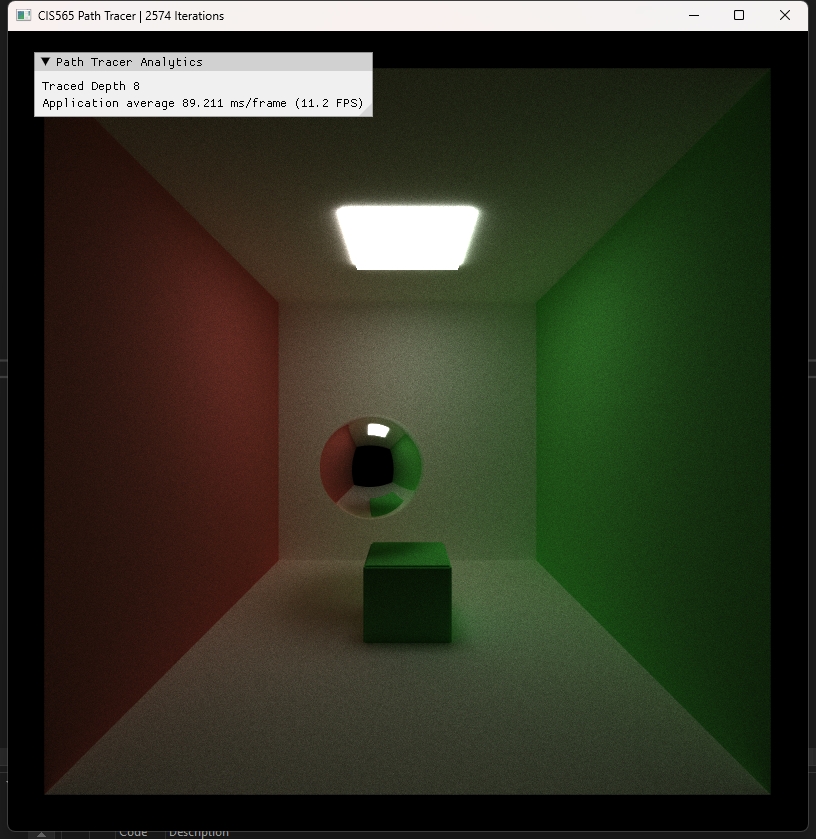 CIS565 Path Tracer | 2574 Iterations
Path Tracer Analytics
Traced Depth 8
Application average 89.211 ms/frame (11.2 FPS)
Code Description